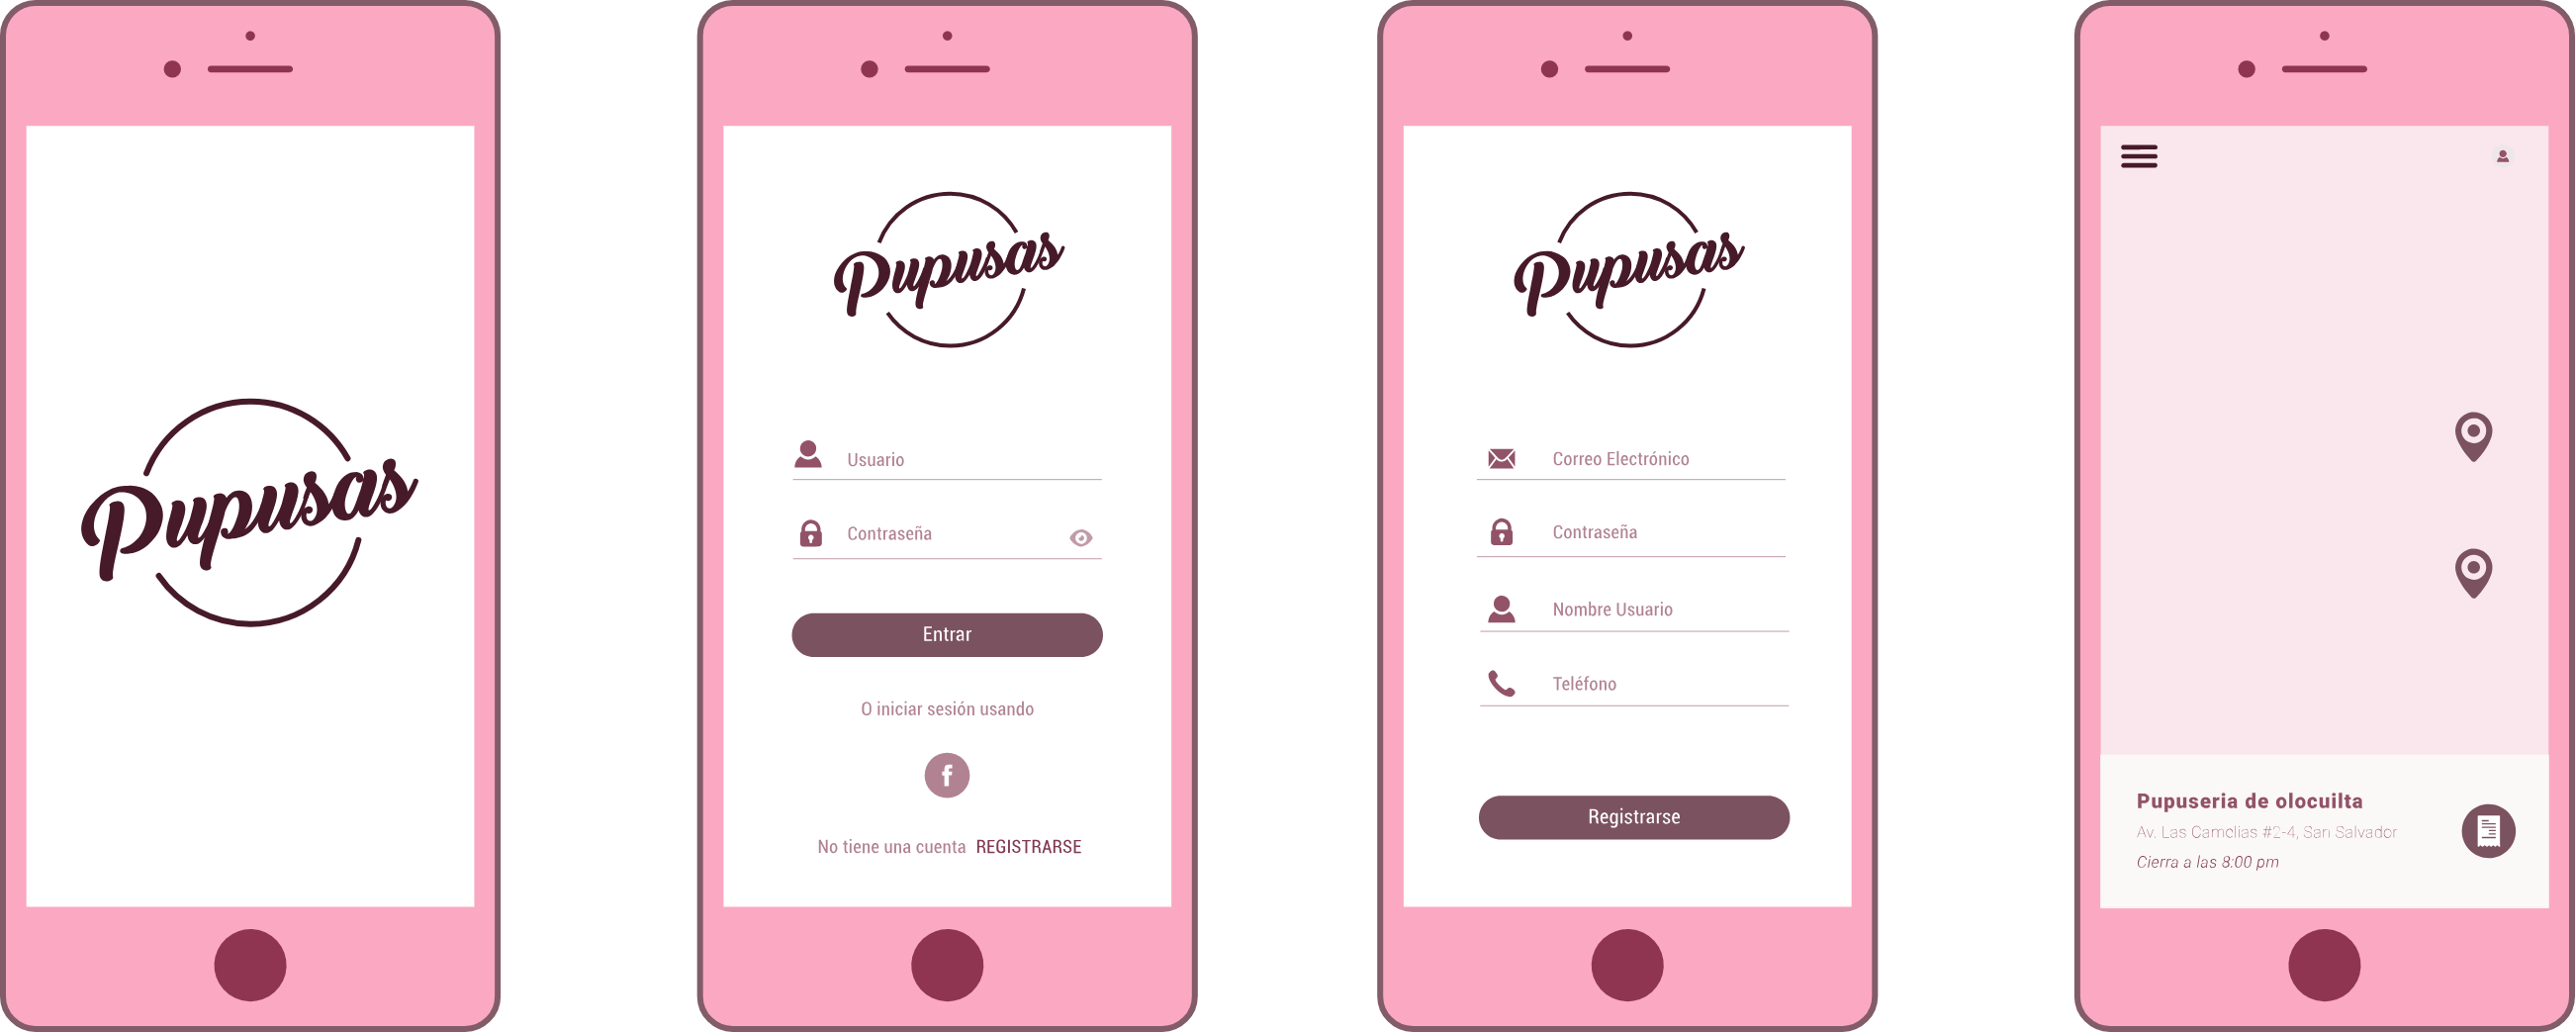 Pupusas
Pupusas
Usuario
Contraseña
Entrar
O iniciar sesión usando
f
No tiene una cuenta REGISTRARSE
Pupusas
Correo Electrónico
Contraseña
Nombre Usuario
Teléfono
Registrarse
Pupuseria de olocuilta
Av. Las Camelias #2-4, San Salvador
Cierra a las 8:00 pm